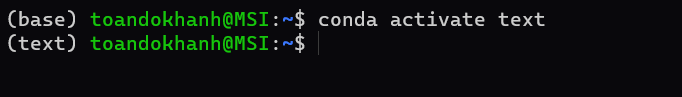 (base) toandokhanh@MSI:~$ conda activate text
(text) toandokhanh@MSI:~$